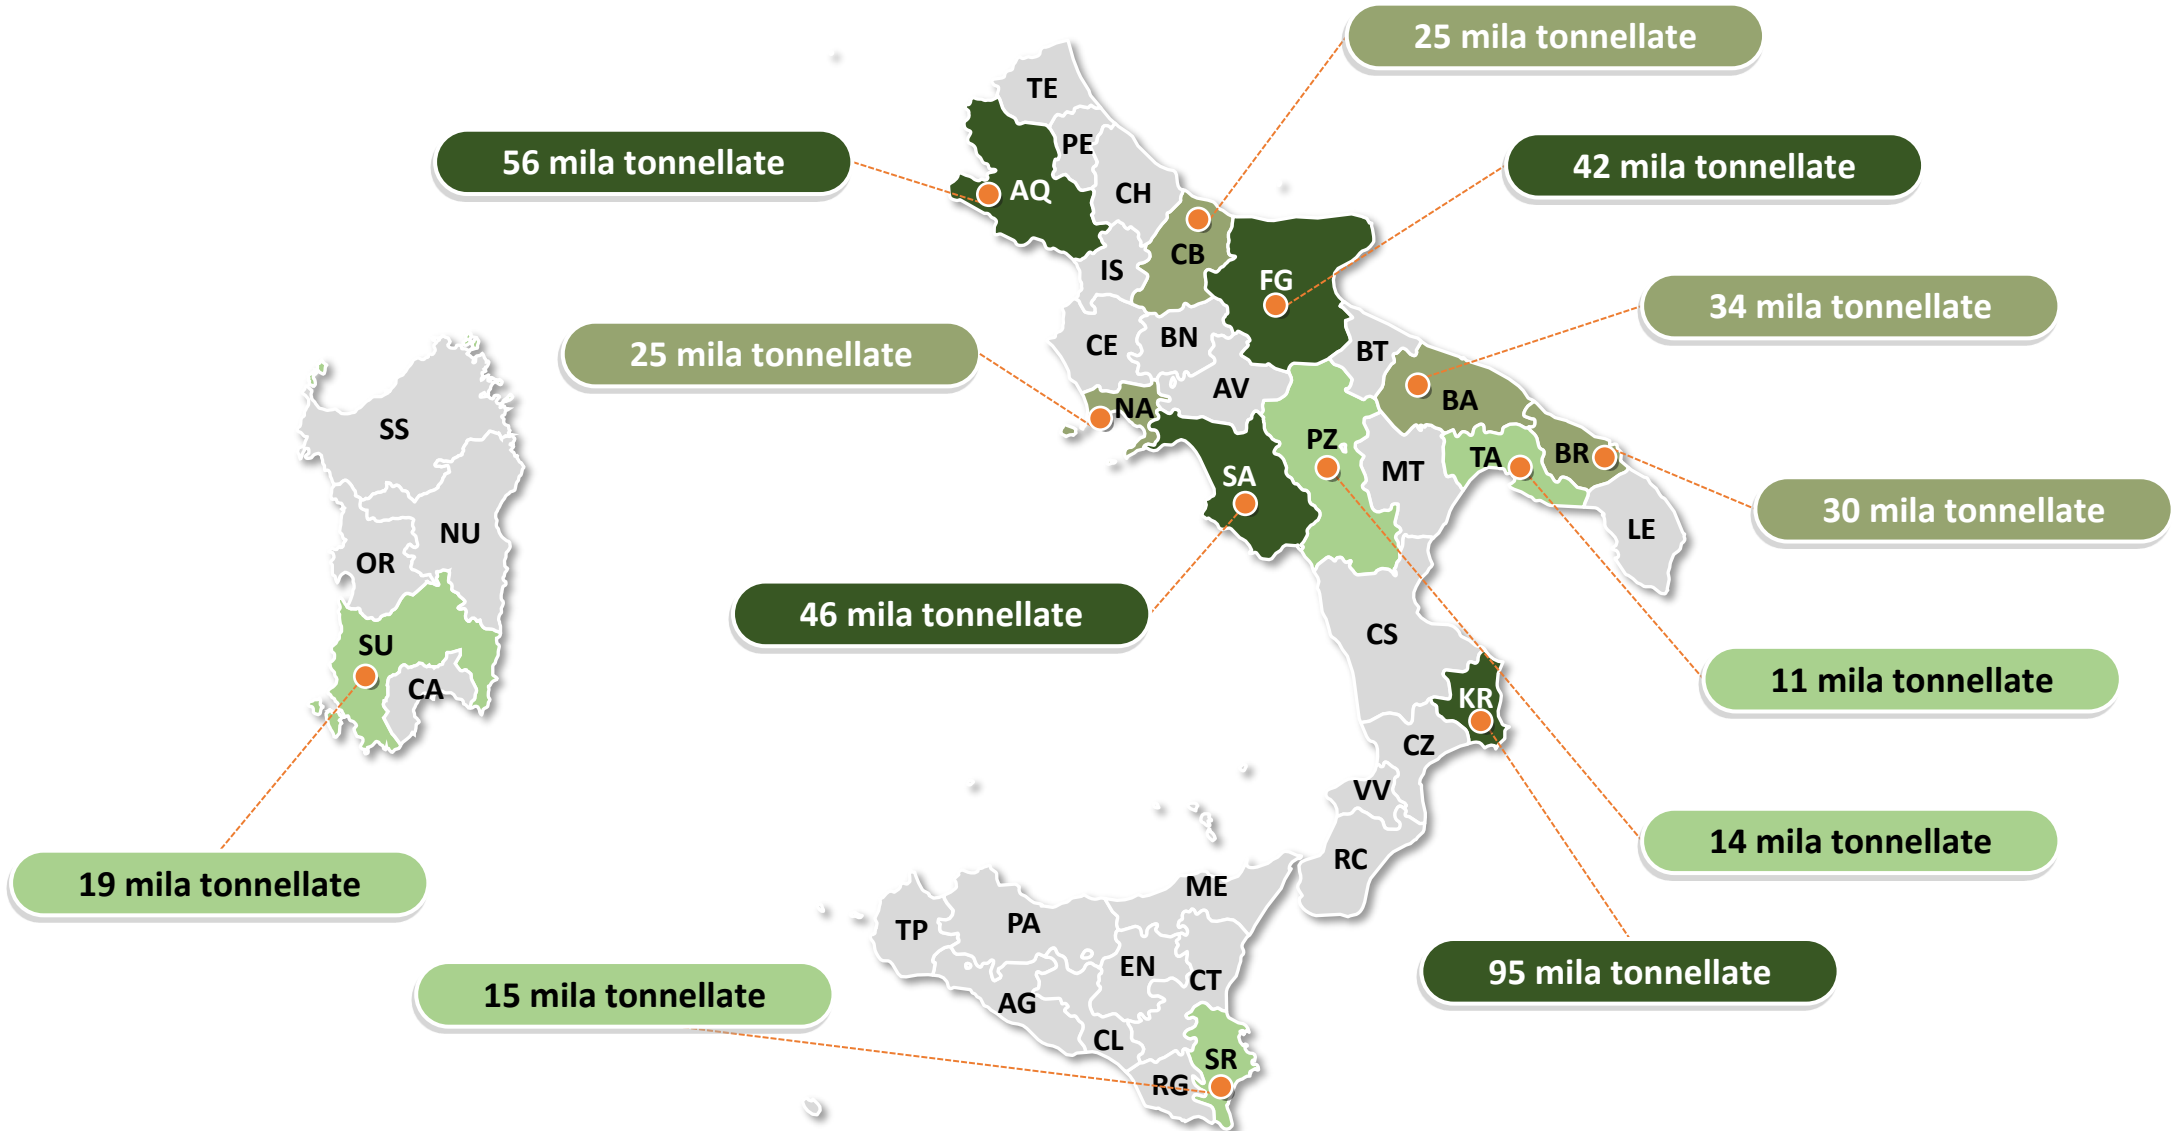 25 mila tonnellate
TE
PE
56 mila tonnellate
42 mila tonnellate
AQ
CH
CB
IS
FG
34 mila tonnellate
BN
CE
25 mila tonnellate
BT
AV
NA
BA
SS
PZ
TA
BR
MT
SA
30 mila tonnellate
LE
NU
OR
46 mila tonnellate
CS
SU
CA
11 mila tonnellate
KR
CZ
VV
14 mila tonnellate
RC
19 mila tonnellate
ME
TP
PA
EN
95 mila tonnellate
CT
15 mila tonnellate
AG
CL
SR
RG